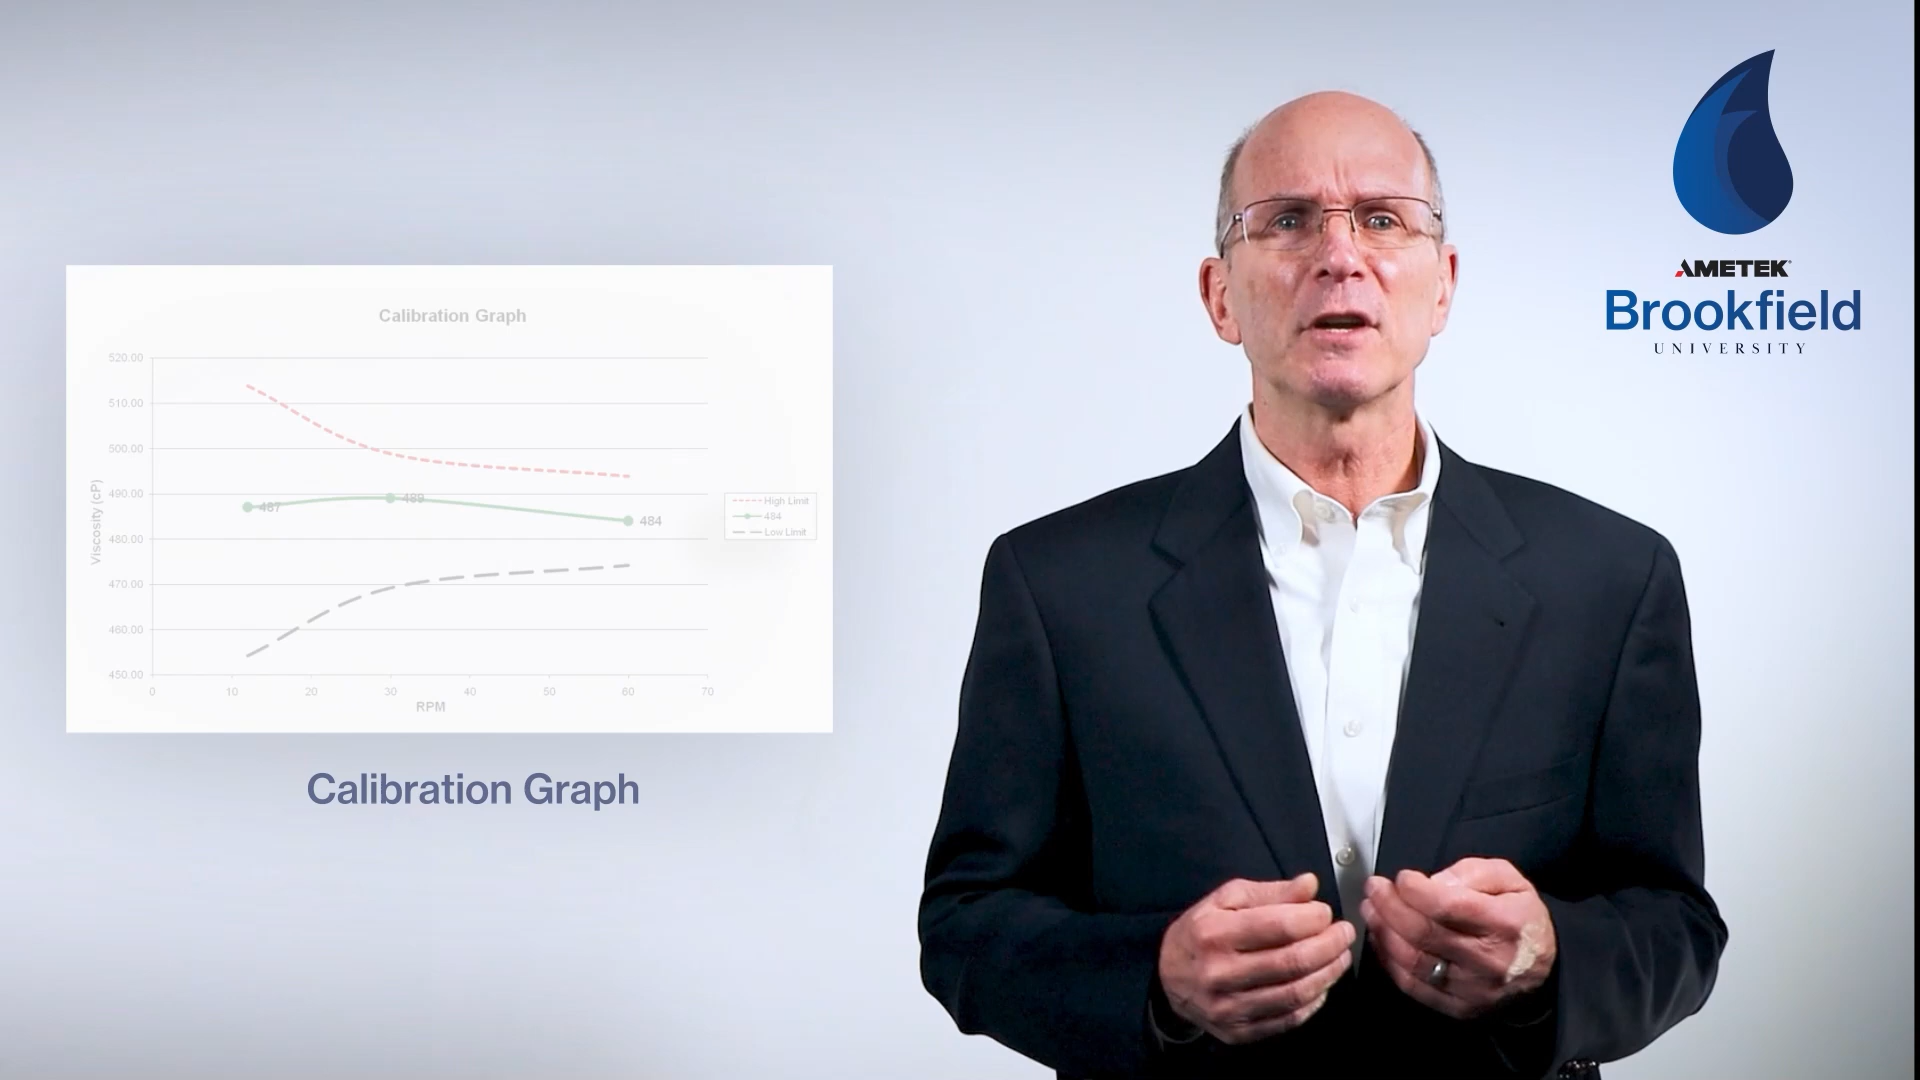 Calibration Graph
520.00
510.00
500.00
490.00
480.00
470.00
460.00
450.00
Viscosity (cP)
487
489
484
High Limit
484
Low Limit
0 10 20 30 40 50 60 70
RPM
Calibration Graph
AMETEK
Brookfield
UNIVERSITY